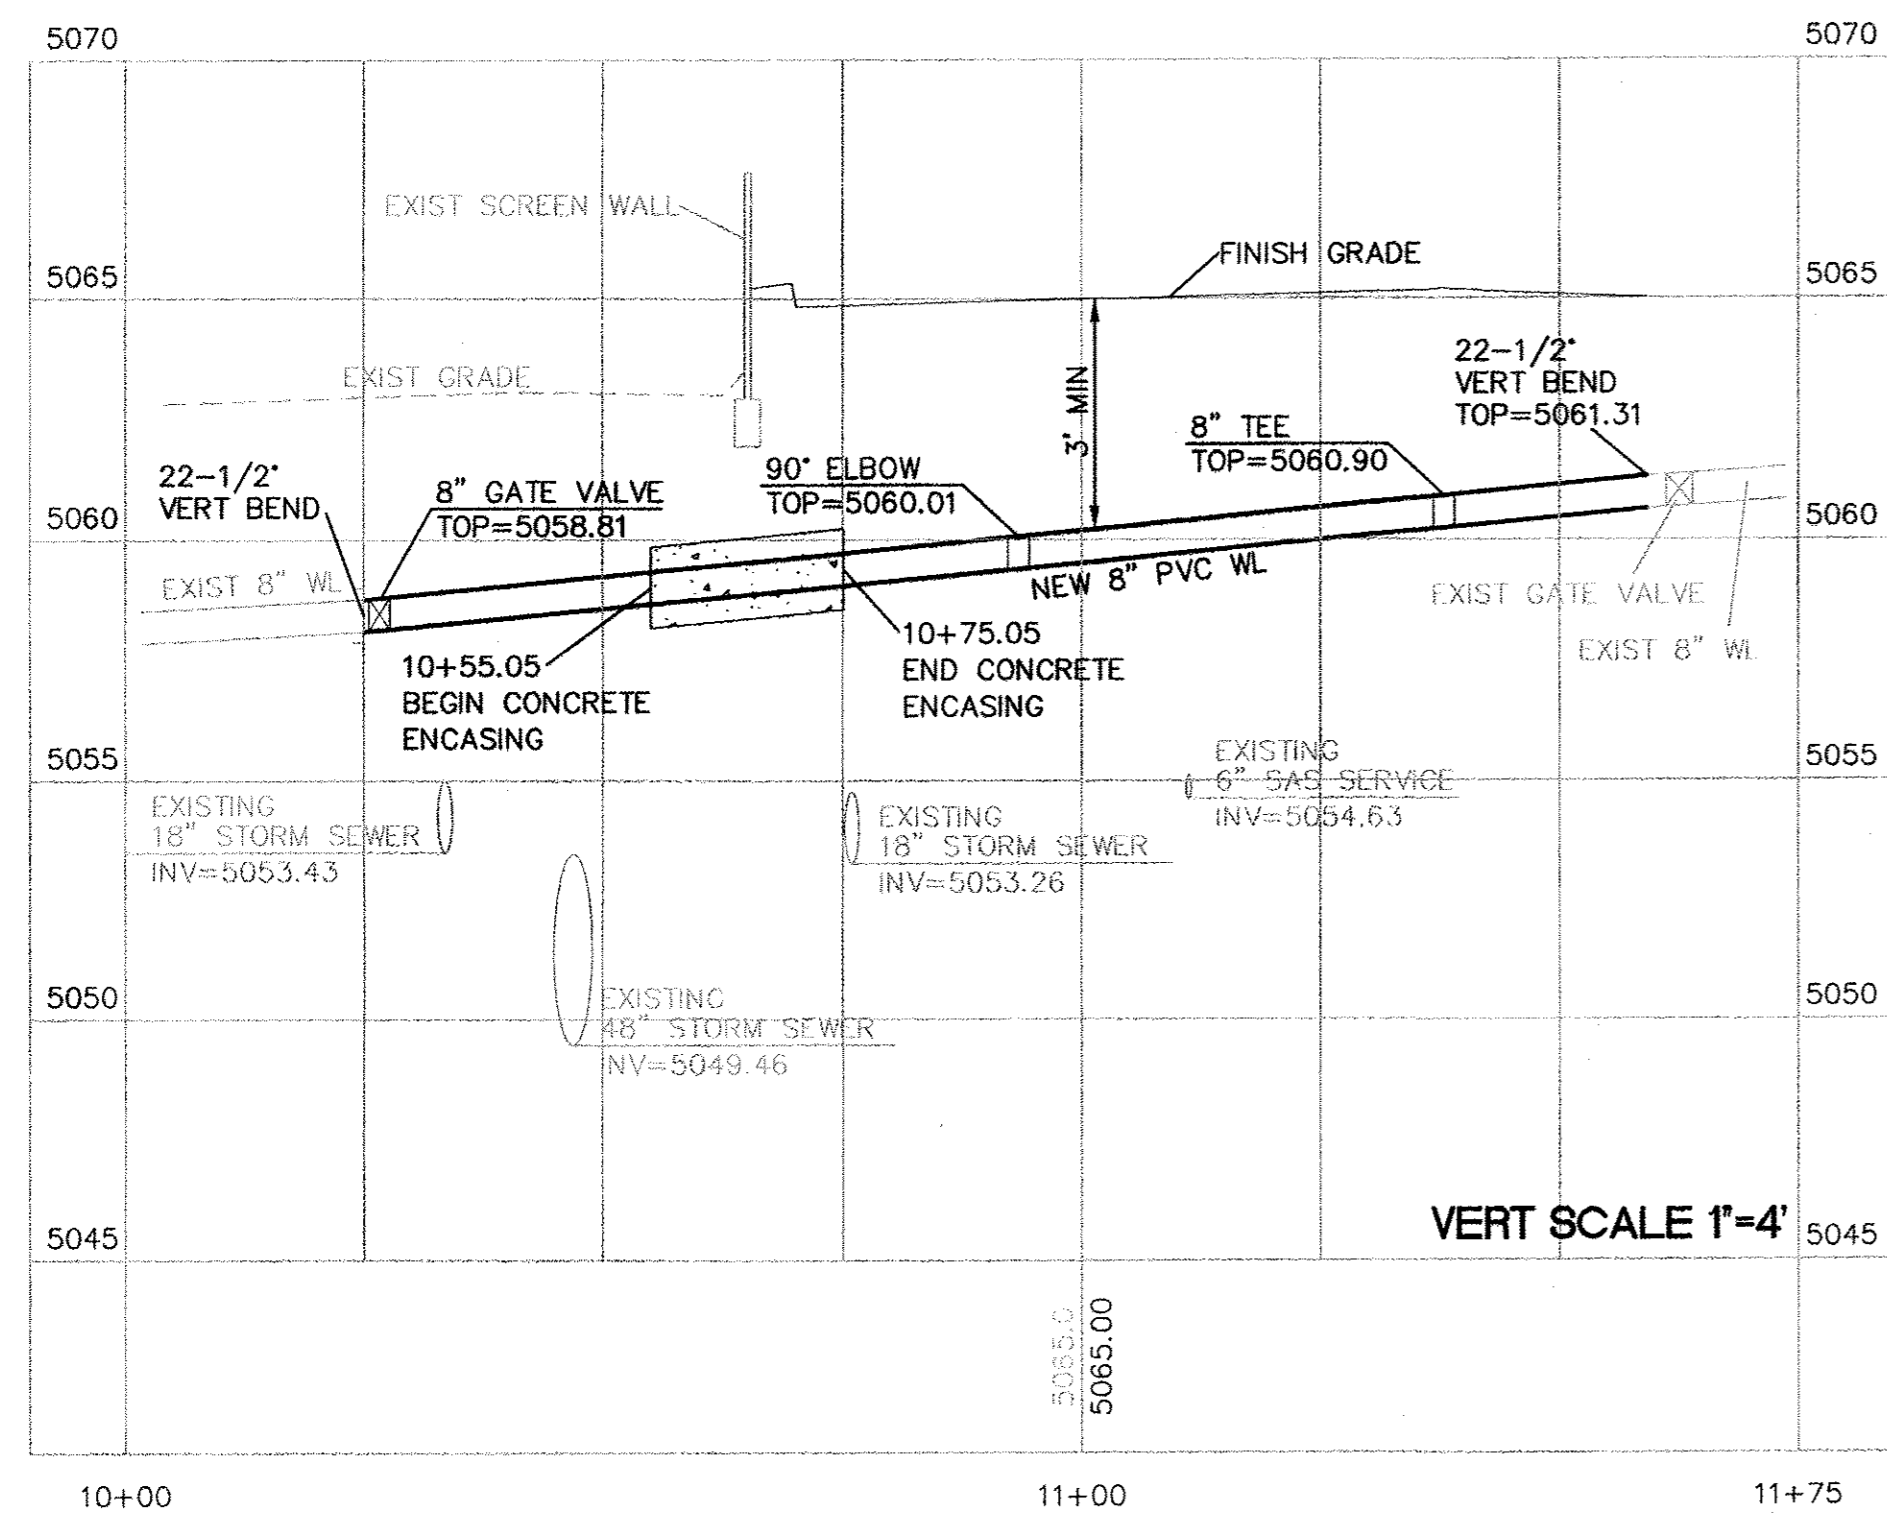 5070
5070
EXIST SCREEN WALL
FINISH GRADE
5065
5065
EXIST GRADE
3' MIN
22-1/2°
VERT BEND
TOP=5061.31
8" TEE
TOP=5060.90
90° ELBOW
TOP=5060.01
22-1/2°
VERT BEND
8" GATE VALVE
TOP=5058.81
5060
5060
EXIST 8" WL
NEW 8" PVC WL
EXIST GATE VALVE
EXIST 8" WL
10+55.05
BEGIN CONCRETE
ENCASING
10+75.05
END CONCRETE
ENCASING
5055
5055
EXISTING
18" STORM SEWER
INV=5053.43
EXISTING
18" STORM SEWER
INV=5053.26
EXISTING
6" SAS SERVICE
INV=5054.63
5050
5050
EXISTING
48" STORM SEWER
INV=5049.46
VERT SCALE 1"=4'
5045
5045
5065.0
5065.00
10+00
11+00
11+75